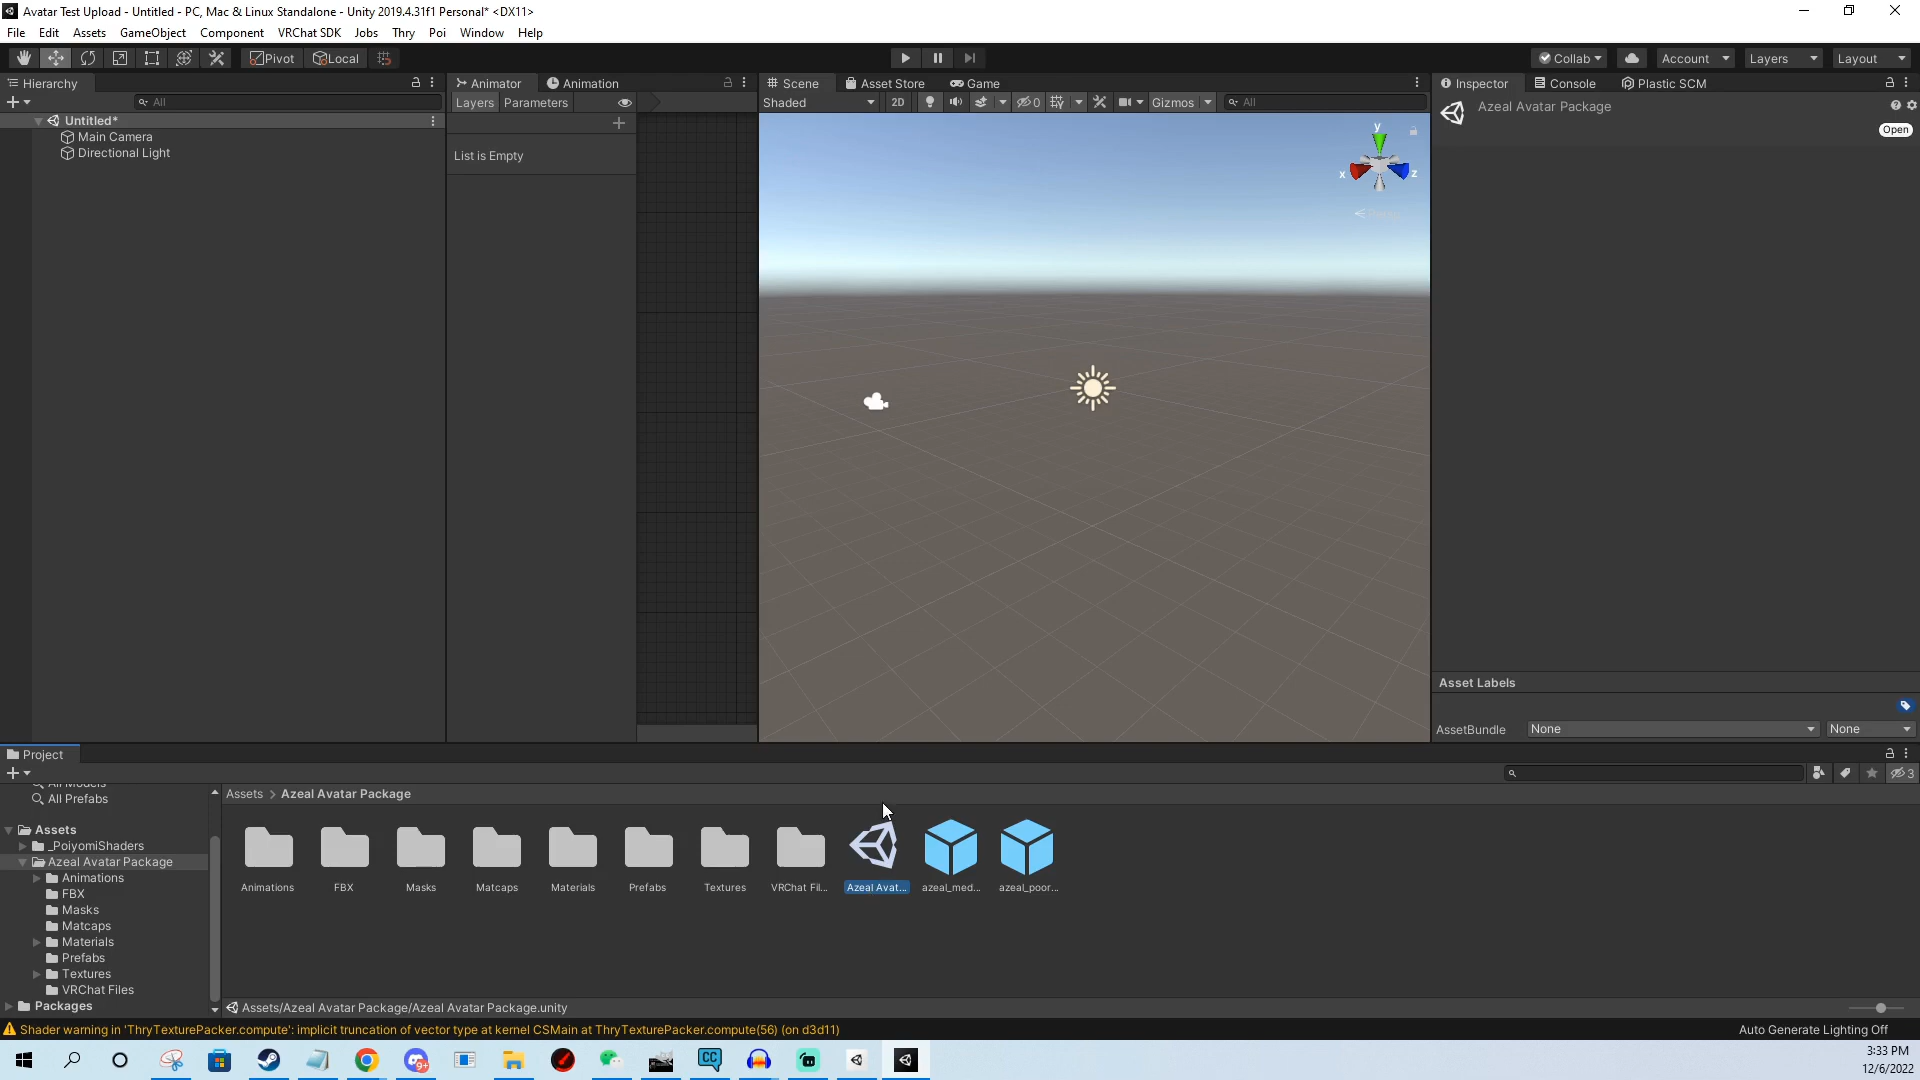 Avatar Test Upload - Untitled - PC, Mac & Linux Standalone - Unity 2019.4.31f1 Personal* <DX11>
File Edit Assets GameObject Component VRChat SDK Jobs Thry Poi Window Help
Pivot Local Collab Account Layers Layout
Hierarchy
All
Untitled*
Main Camera
Directional Light
Animator Animation
Layers Parameters
List is Empty
Scene Asset Store Game
Shaded 2D 0 Gizmos All
y
x z
Inspector Console Plastic SCM
Azeal Avatar Package
Open
Asset Labels
AssetBundle None None
Project
3
All Prefabs
Assets
_PoiyomiShaders
Azeal Avatar Package
Animations
FBX
Masks
Matcaps
Materials
Prefabs
Textures
VRChat Files
Packages
Assets > Azeal Avatar Package
Animations FBX Masks Matcaps Materials Prefabs Textures VRChat Fil... Azeal Avat... azeal_med... azeal_poor...
Assets/Azeal Avatar Package/Azeal Avatar Package.unity
Shader warning in 'ThryTexturePacker.compute': implicit truncation of vector type at kernel CSMain at ThryTexturePacker.compute(56) (on d3d11)
Auto Generate Lighting Off
9+
CC
3:33 PM
12/6/2022